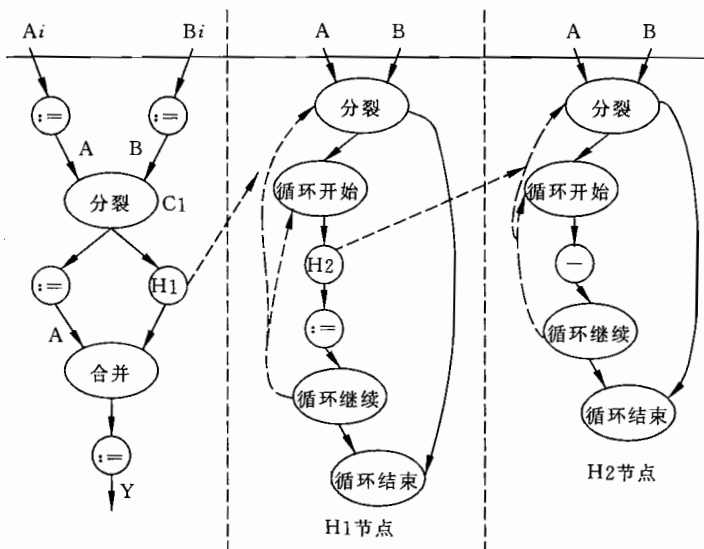 Ai
Bi
:=
:=
A
B
分裂
C1
:=
H1
A
合并
:=
Y
A
B
分裂
循环开始
H2
:=
循环继续
循环结束
H1节点
A
B
分裂
循环开始
-
循环继续
循环结束
H2节点